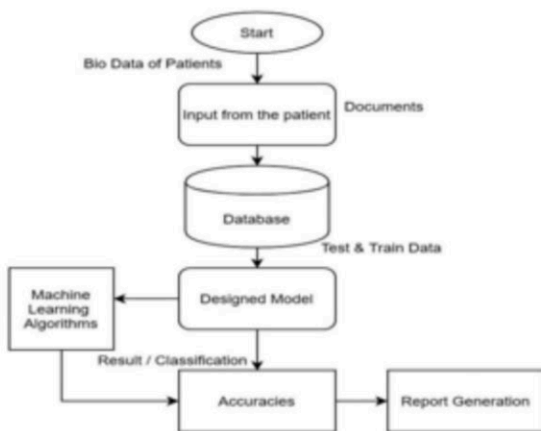 Start
Bio Data of Patients
Input from the patient
Documents
Database
Test & Train Data
Designed Model
Machine
Learning
Algorithms
Result / Classification
Accuracies
Report Generation